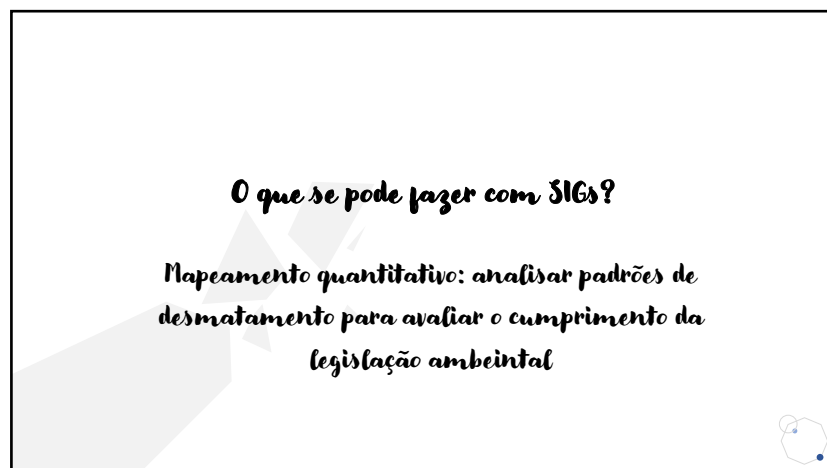 O que se pode fazer com SIGs?
Mapeamento quantitativo: analisar padrões de
desmatamento para avaliar o cumprimento da
legislação ambeintal